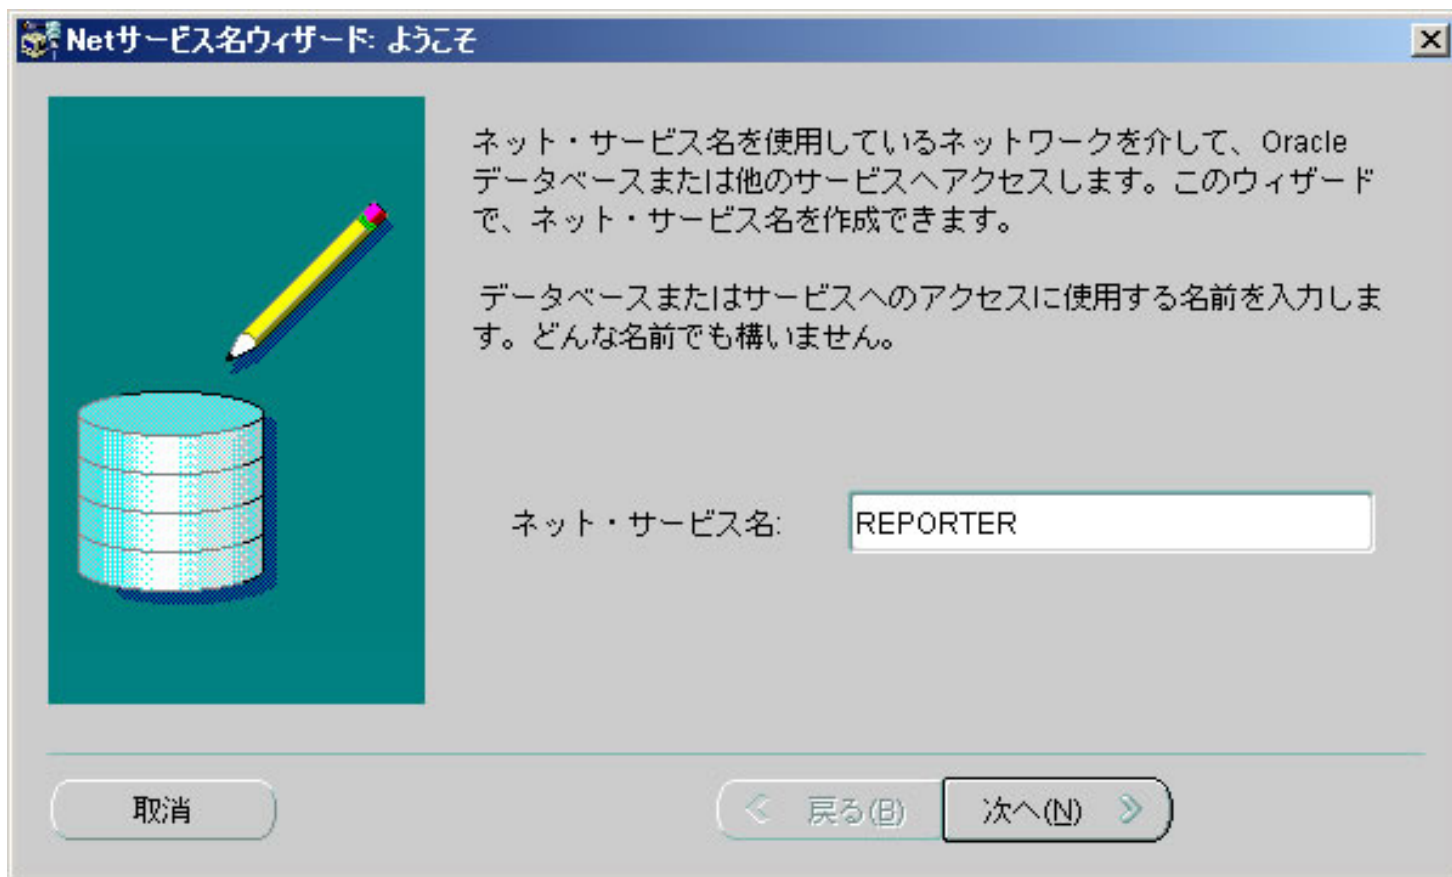 Netサービス名ウィザード: ようこそ
ネット・サービス名を使用しているネットワークを介して、Oracle
データベースまたは他のサービスへアクセスします。このウィザード
で、ネット・サービス名を作成できます。
データベースまたはサービスへのアクセスに使用する名前を入力しま
す。どんな名前でも構いません。
ネット・サービス名: REPORTER
取消 戻る(B) 次へ(N)